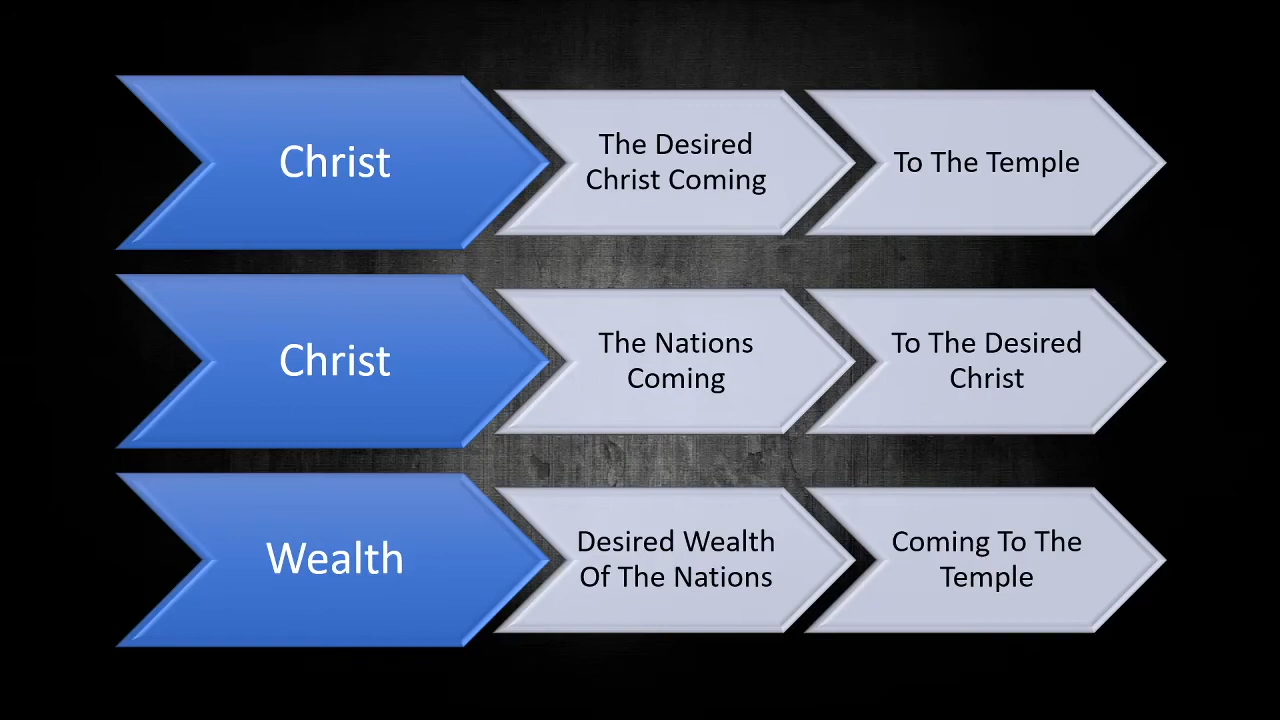 Christ
The Desired
Christ Coming
To The Temple
Christ
The Nations
Coming
To The Desired
Christ
Wealth
Desired Wealth
Of The Nations
Coming To The
Temple